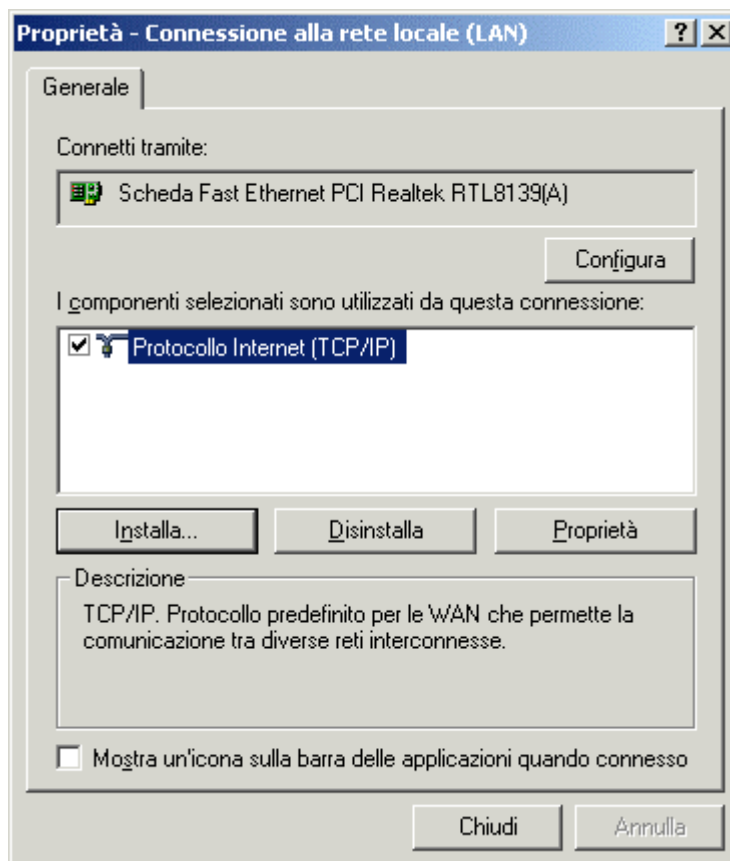 Proprietà - Connessione alla rete locale (LAN)
Generale
Connetti tramite:
Scheda Fast Ethernet PCI Realtek RTL8139(A)
Configura
I componenti selezionati sono utilizzati da questa connessione:
Protocollo Internet (TCP/IP)
Installa... Disinstalla Proprietà
Descrizione
TCP/IP. Protocollo predefinito per le WAN che permette la
comunicazione tra diverse reti interconnesse.
Mostra un'icona sulla barra delle applicazioni quando connesso
Chiudi Annulla